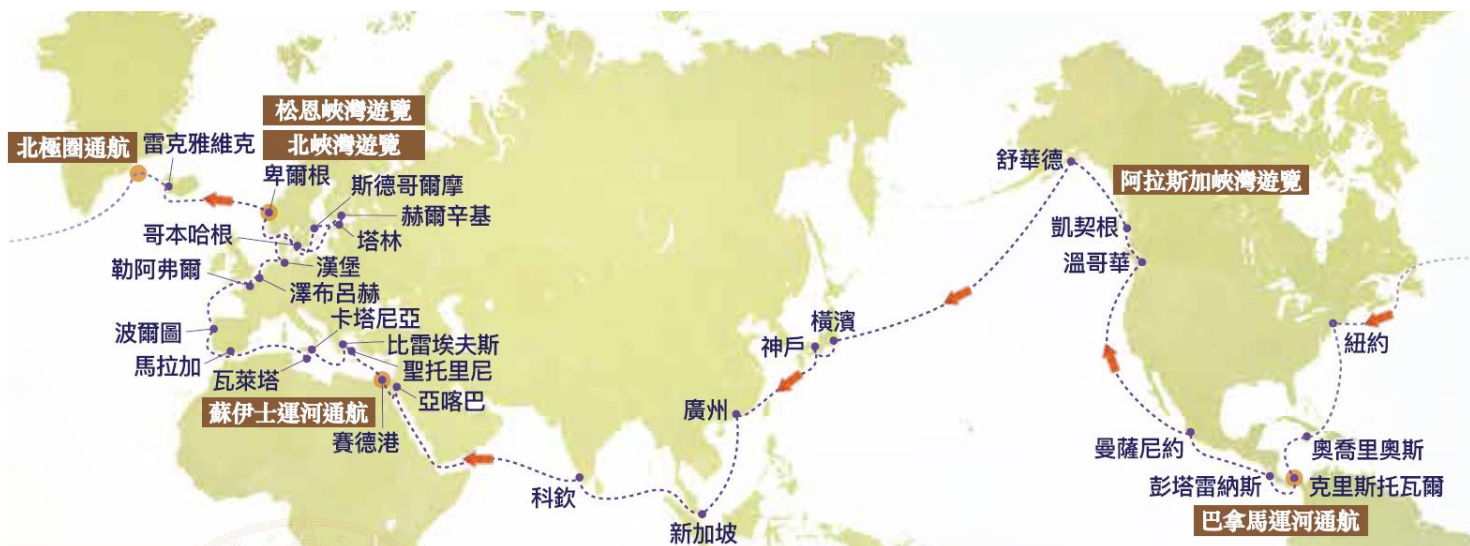 松恩峽灣遊覽
北峽灣遊覽
北極圈通航
雷克雅維克
卑爾根
斯德哥爾摩
赫爾辛基
塔林
哥本哈根
漢堡
勒阿弗爾
澤布呂赫
波爾圖
卡塔尼亞
馬拉加
比雷埃夫斯
瓦萊塔
聖托里尼
亞喀巴
蘇伊士運河通航
賽德港
科欽
新加坡
廣州
神戶
橫濱
舒華德
阿拉斯加峽灣遊覽
凱契根
溫哥華
紐約
曼薩尼約
奧喬里奧斯
彭塔雷納斯
克里斯托瓦爾
巴拿馬運河通航